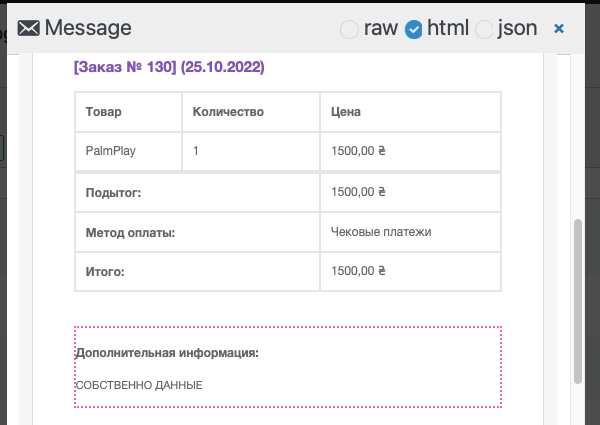 Message raw html json ×
[Заказ № 130] (25.10.2022)
Товар Количество Цена
PalmPlay 1 1500,00 ₴
Подытог: 1500,00 ₴
Метод оплаты: Чековые платежи
Итого: 1500,00 ₴
Дополнительная информация:
СОБСТВЕННО ДАННЫЕ